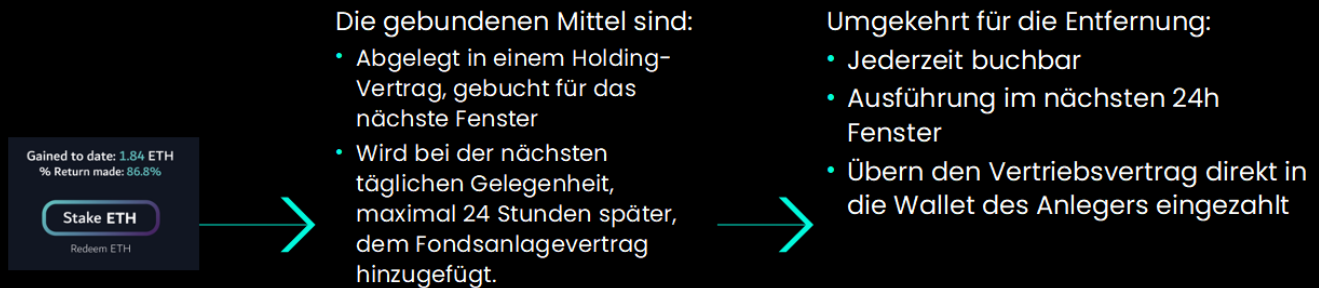 Gained to date: 1.84 ETH
% Return made: 86.8%
Stake ETH
Redeem ETH
Die gebundenen Mittel sind:
• Abgelegt in einem Holding-
Vertrag, gebucht für das
nächste Fenster
• Wird bei der nächsten
täglichen Gelegenheit,
maximal 24 Stunden später,
dem Fondsanlagevertrag
hinzugefügt.
Umgekehrt für die Entfernung:
• Jederzeit buchbar
• Ausführung im nächsten 24h
Fenster
• Übern den Vertriebsvertrag direkt in
die Wallet des Anlegers eingezahlt